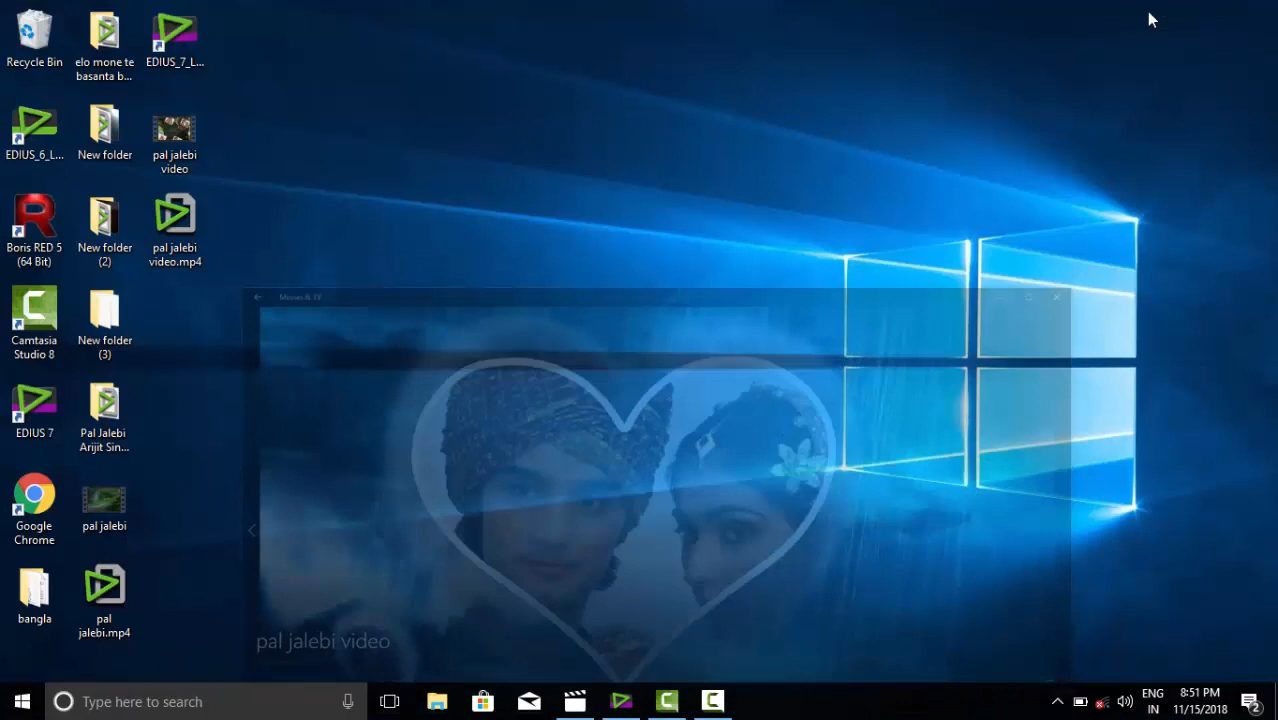 Recycle Bin
elo mone te
basanta b...
EDIUS_7_L...
EDIUS_6_L...
New folder
pal jalebi
video
Boris RED 5
(64 Bit)
New folder
(2)
pal jalebi
video.mp4
Camtasia
Studio 8
New folder
(3)
Movies & TV
EDIUS 7
Pal Jalebi
Arijit Sin...
Google
Chrome
pal jalebi
bangla
pal
jalebi.mp4
pal jalebi video
Type here to search
ENG
IN
8:51 PM
11/15/2018
2